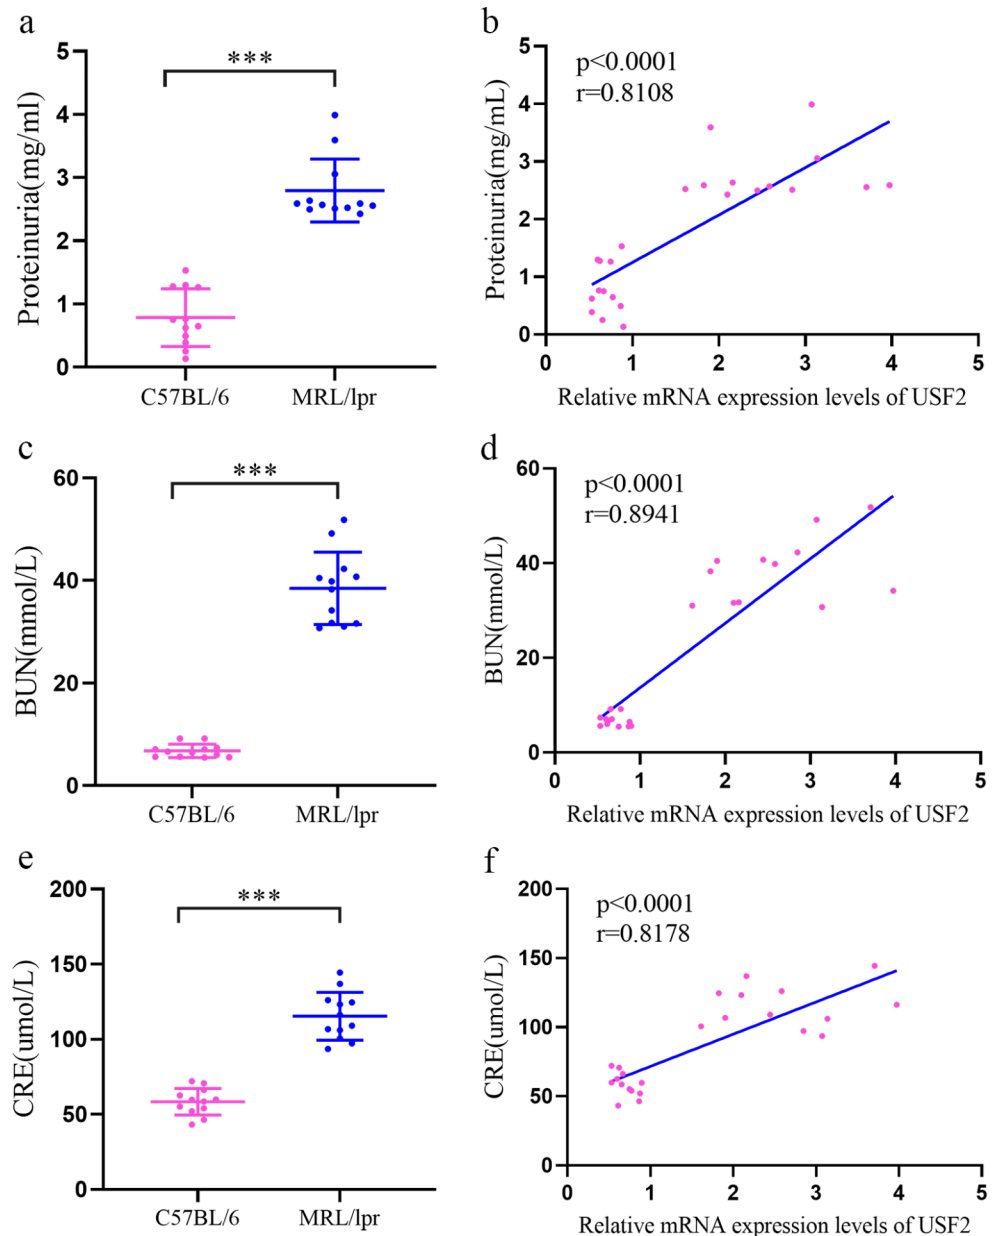 a
Proteinuria(mg/ml)
5
4
3
2
1
0
***
C57BL/6 MRL/lpr
b
Proteinuria(mg/mL)
5
4
3
2
1
0
p<0.0001
r=0.8108
0 1 2 3 4 5
Relative mRNA expression levels of USF2
c
BUN(mmol/L)
60
40
20
0
***
C57BL/6 MRL/lpr
d
BUN(mmol/L)
60
40
20
0
p<0.0001
r=0.8941
0 1 2 3 4 5
Relative mRNA expression levels of USF2
e
CRE(umol/L)
200
150
100
50
0
***
C57BL/6 MRL/lpr
f
CRE(umol/L)
200
150
100
50
0
p<0.0001
r=0.8178
0 1 2 3 4 5
Relative mRNA expression levels of USF2